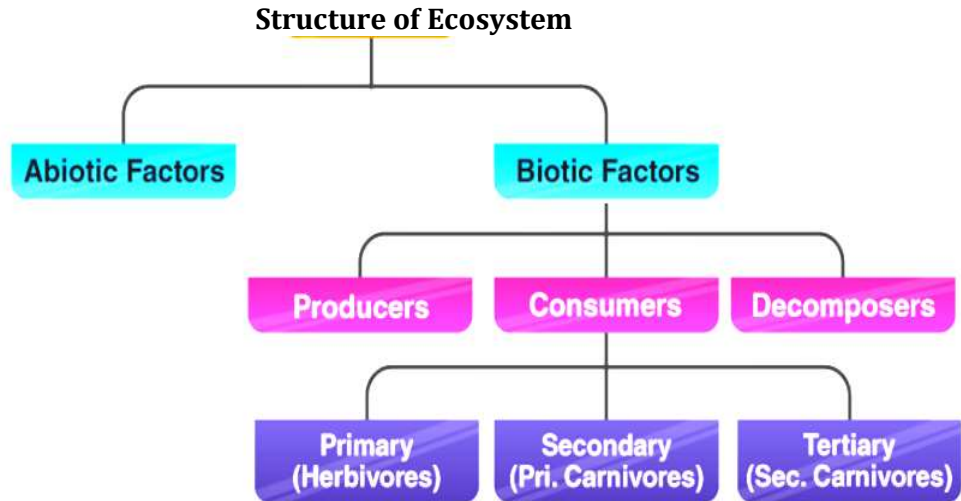 Structure of Ecosystem
Abiotic Factors
Biotic Factors
Producers
Consumers
Decomposers
Primary
(Herbivores)
Secondary
(Pri. Carnivores)
Tertiary
(Sec. Carnivores)